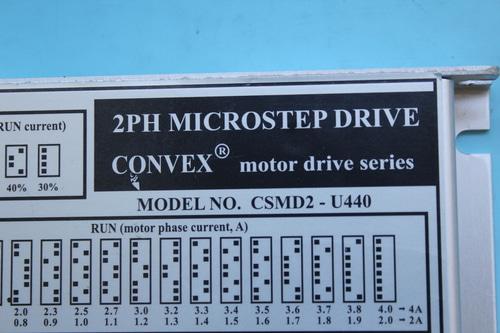 2PH MICROSTEP DRIVE
CONVEX® motor drive series
RUN current)
40% 30%
MODEL NO. CSMD2 - U440
RUN (motor phase current, A)
2.0 2.3 2.5 2.7 3.0 3.2 3.3 3.4 3.5 3.6 3.7 3.8 4.0 → 4A
0.8 0.9 1.0 1.1 1.2 1.3 1.4 1.5 1.6 1.7 1.8 1.9 2.0 → 2A